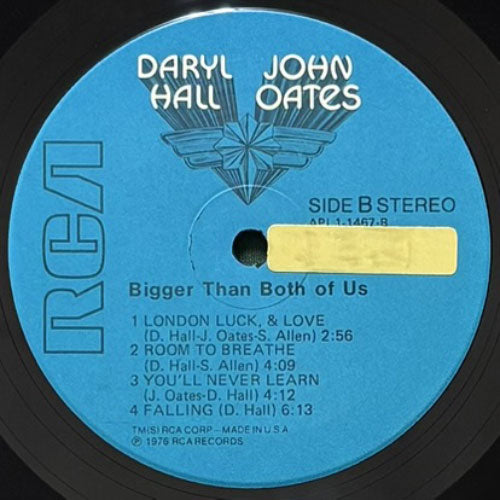 DARYL JOHN
HALL OATES
RCA
SIDE B STEREO
APL1-1467-B
Bigger Than Both of Us
1 LONDON LUCK, & LOVE
(D. Hall-J. Oates-S. Allen) 2:56
2 ROOM TO BREATHE
(D. Hall-S. Allen) 4:09
3 YOU'LL NEVER LEARN
(J. Oates-D. Hall) 4:12
4 FALLING (D. Hall) 6:13
TM(S) RCA CORP – MADE IN U.S.A.
℗ 1976 RCA RECORDS